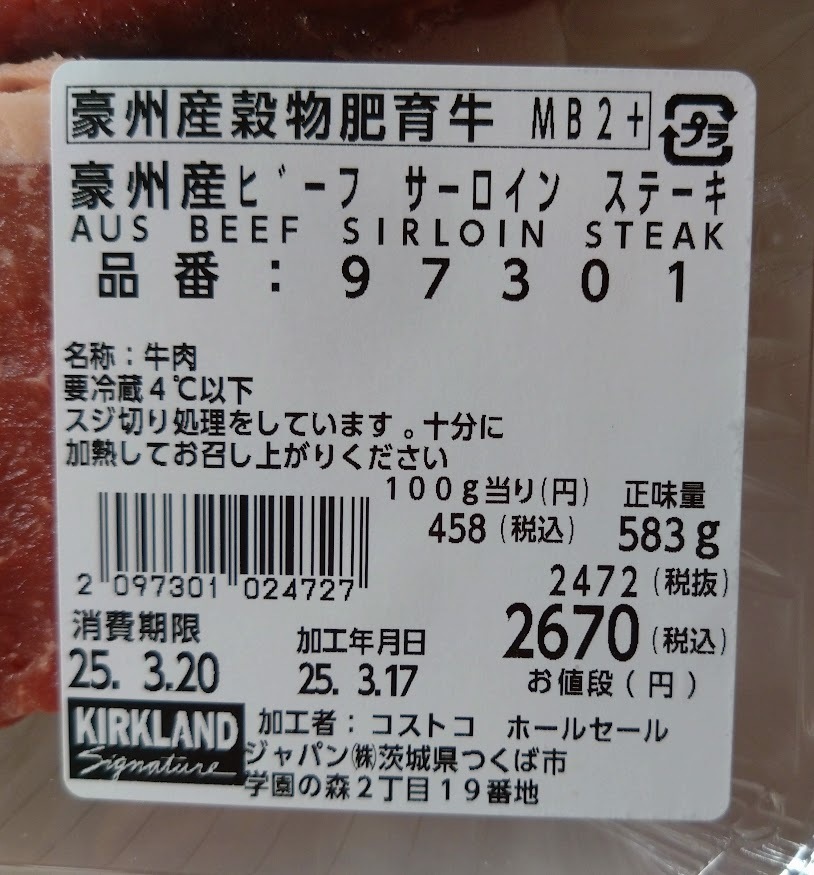 豪州産穀物肥育牛 MB2+
プラ
豪州産ビーフ サーロイン ステーキ
AUS BEEF SIRLOIN STEAK
品番:97301
名称:牛肉
要冷蔵4℃以下
スジ切り処理をしています。十分に
加熱してお召し上がりください
100g当り(円) 正味量
458(税込) 583g
2 097301 024727
2472(税抜)
2670(税込)
お値段(円)
消費期限 加工年月日
25. 3.20 25. 3.17
KIRKLAND
Signature
加工者:コストコ ホールセール
ジャパン㈱茨城県つくば市
学園の森2丁目19番地